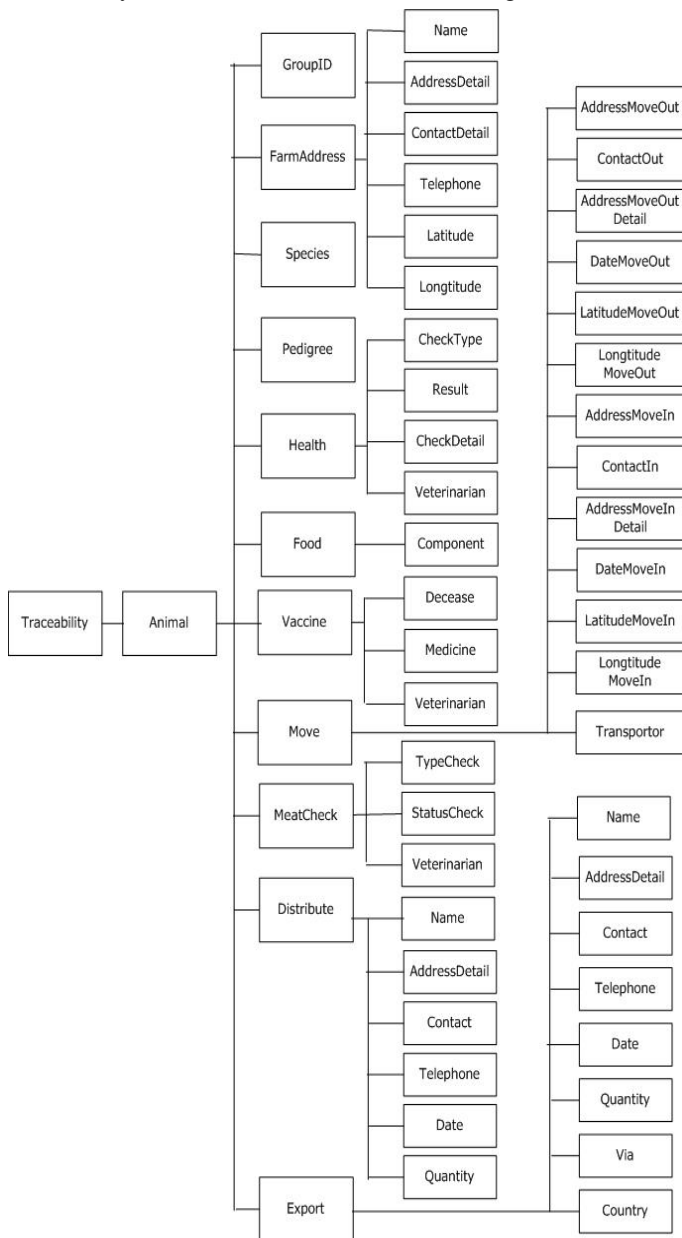 Traceability
Animal
GroupID
FarmAddress
Name
AddressDetail
ContactDetail
Telephone
Latitude
Longtitude
Species
Pedigree
Health
CheckType
Result
CheckDetail
Veterinarian
Food
Component
Vaccine
Decease
Medicine
Veterinarian
Move
AddressMoveOut
ContactOut
AddressMoveOut
Detail
DateMoveOut
LatitudeMoveOut
Longtitude
MoveOut
AddressMoveIn
ContactIn
AddressMoveIn
Detail
DateMoveIn
LatitudeMoveIn
Longtitude
MoveIn
Transportor
MeatCheck
TypeCheck
StatusCheck
Veterinarian
Distribute
Name
AddressDetail
Contact
Telephone
Date
Quantity
Export
Name
AddressDetail
Contact
Telephone
Date
Quantity
Via
Country